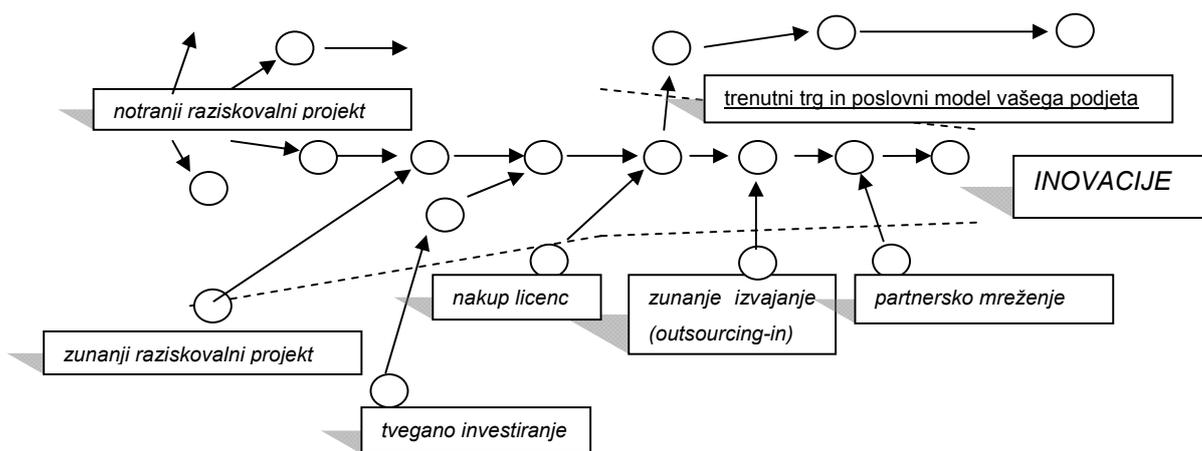 notranji raziskovalni projekt
trenutni trg in poslovni model vašega podjeta
INOVACIJE
nakup licenc
zunanje izvajanje
(outsourcing-in)
partnersko mreženje
zunanji raziskovalni projekt
tvegano investiranje